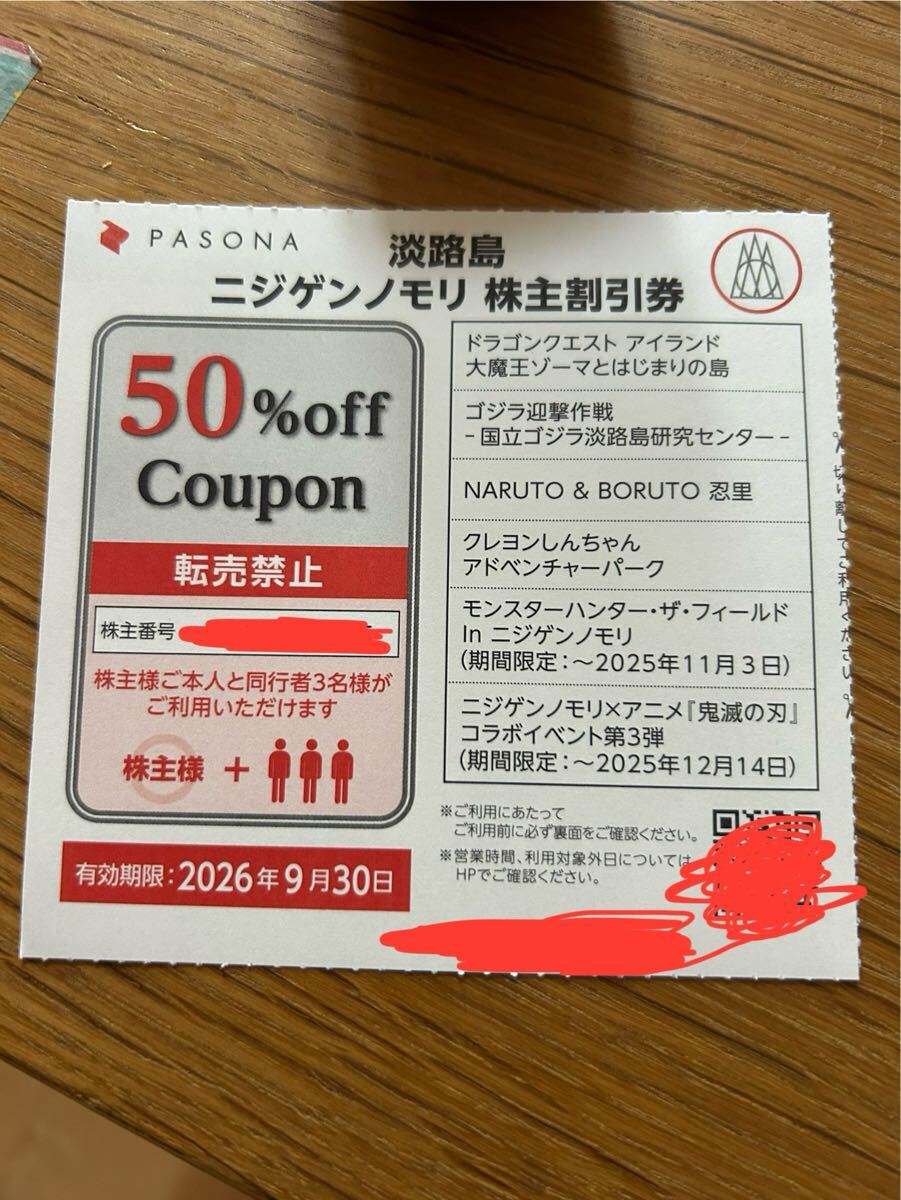 PASONA
淡路島
ニジゲンノモリ 株主割引券
50%off
Coupon
転売禁止
株主番号
株主様ご本人と同行者3名様が
ご利用いただけます
株主様 +
有効期限:2026年9月30日
ドラゴンクエスト アイランド
大魔王ゾーマとはじまりの島
ゴジラ迎撃作戦
-国立ゴジラ淡路島研究センター-
NARUTO & BORUTO 忍里
クレヨンしんちゃん
アドベンチャーパーク
モンスターハンター・ザ・フィールド
In ニジゲンノモリ
(期間限定:～2025年11月3日)
ニジゲンノモリ×アニメ『鬼滅の刃』
コラボイベント第3弾
(期間限定:～2025年12月14日)
※ご利用にあたって
ご利用前に必ず裏面をご確認ください。
※営業時間、利用対象外日については
HPでご確認ください。
切り離してご利用ください。